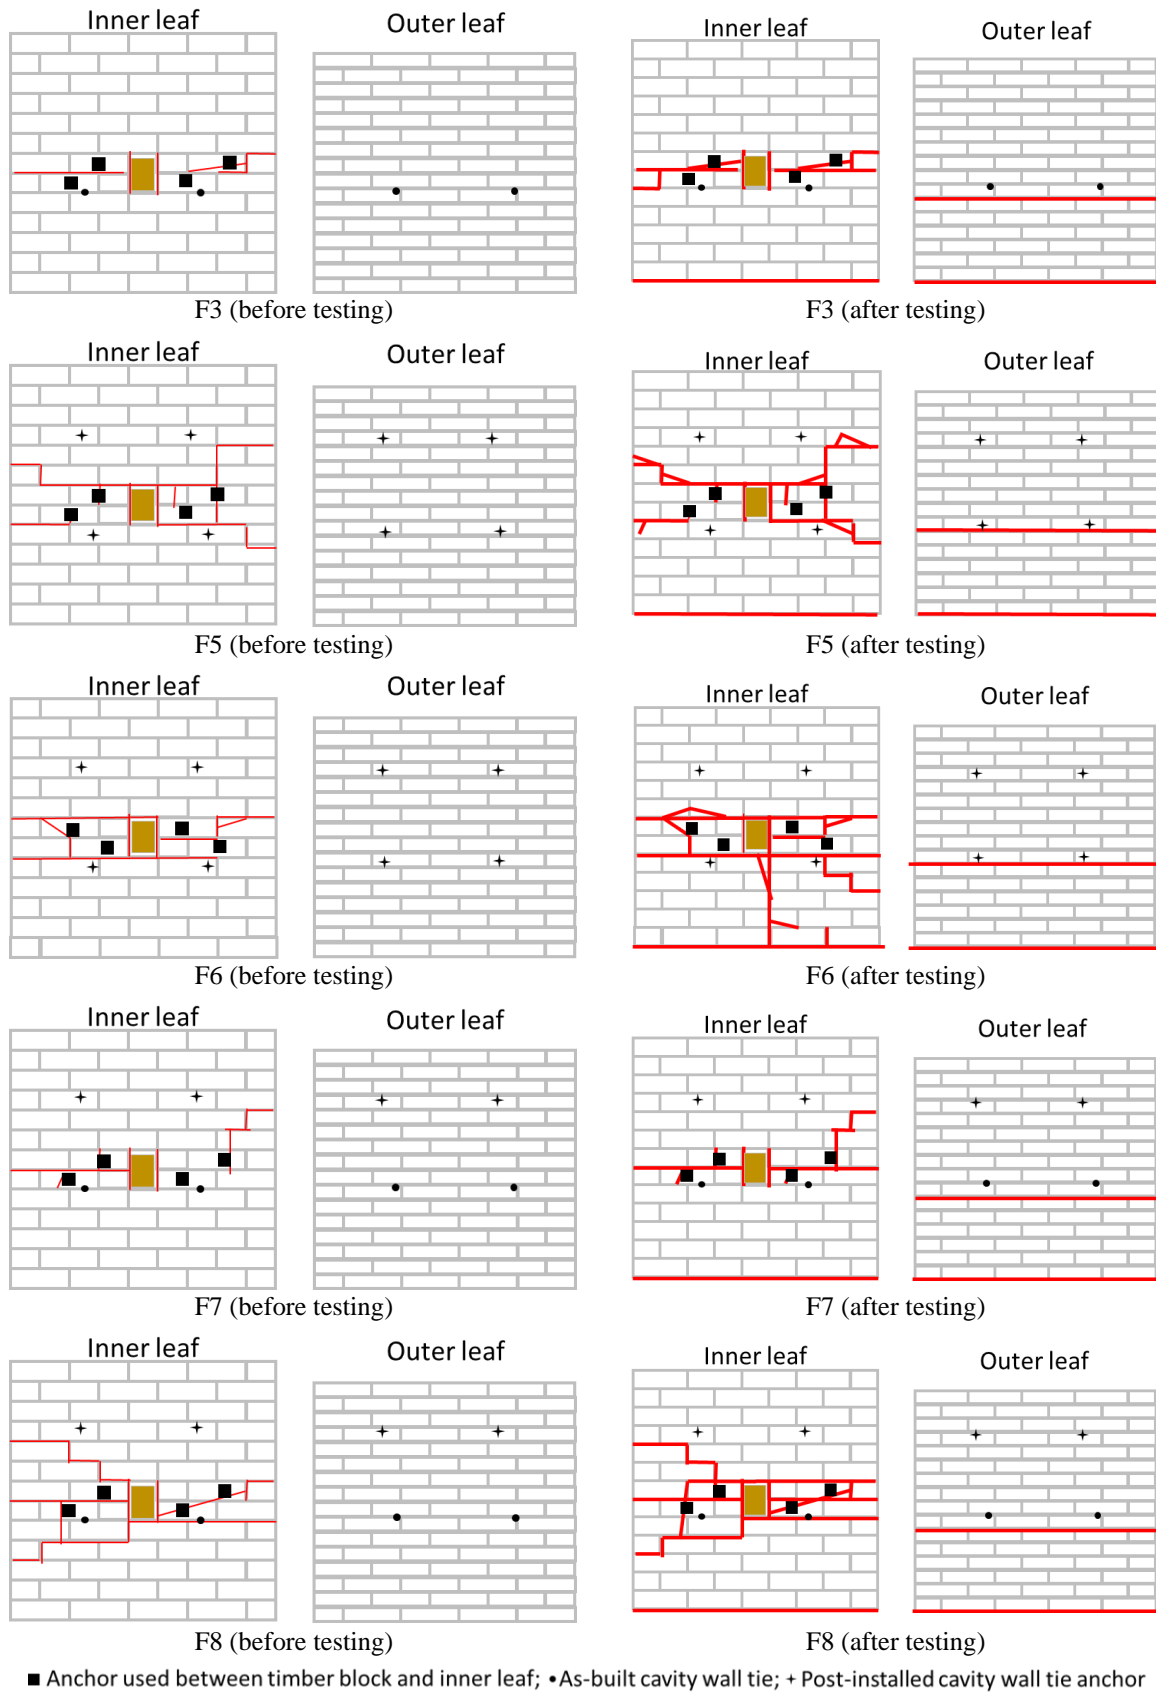 Inner leaf
Outer leaf
Inner leaf
Outer leaf
F3 (before testing)
F3 (after testing)
Inner leaf
Outer leaf
Inner leaf
Outer leaf
F5 (before testing)
F5 (after testing)
Inner leaf
Outer leaf
Inner leaf
Outer leaf
F6 (before testing)
F6 (after testing)
Inner leaf
Outer leaf
Inner leaf
Outer leaf
F7 (before testing)
F7 (after testing)
Inner leaf
Outer leaf
Inner leaf
Outer leaf
F8 (before testing)
F8 (after testing)
■ Anchor used between timber block and inner leaf; •As-built cavity wall tie; + Post-installed cavity wall tie anchor